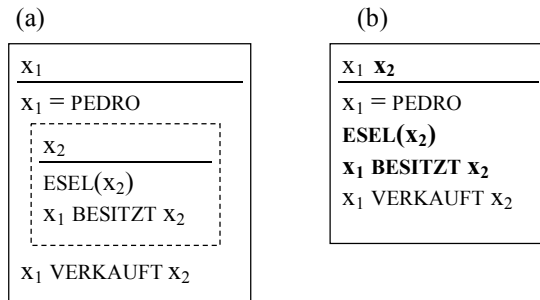 (a)
x₁
x₁ = PEDRO
x₂
ESEL(x₂)
x₁ BESITZT x₂
x₁ VERKAUFT x₂
(b)
x₁ x₂
x₁ = PEDRO
ESEL(x₂)
x₁ BESITZT x₂
x₁ VERKAUFT x₂